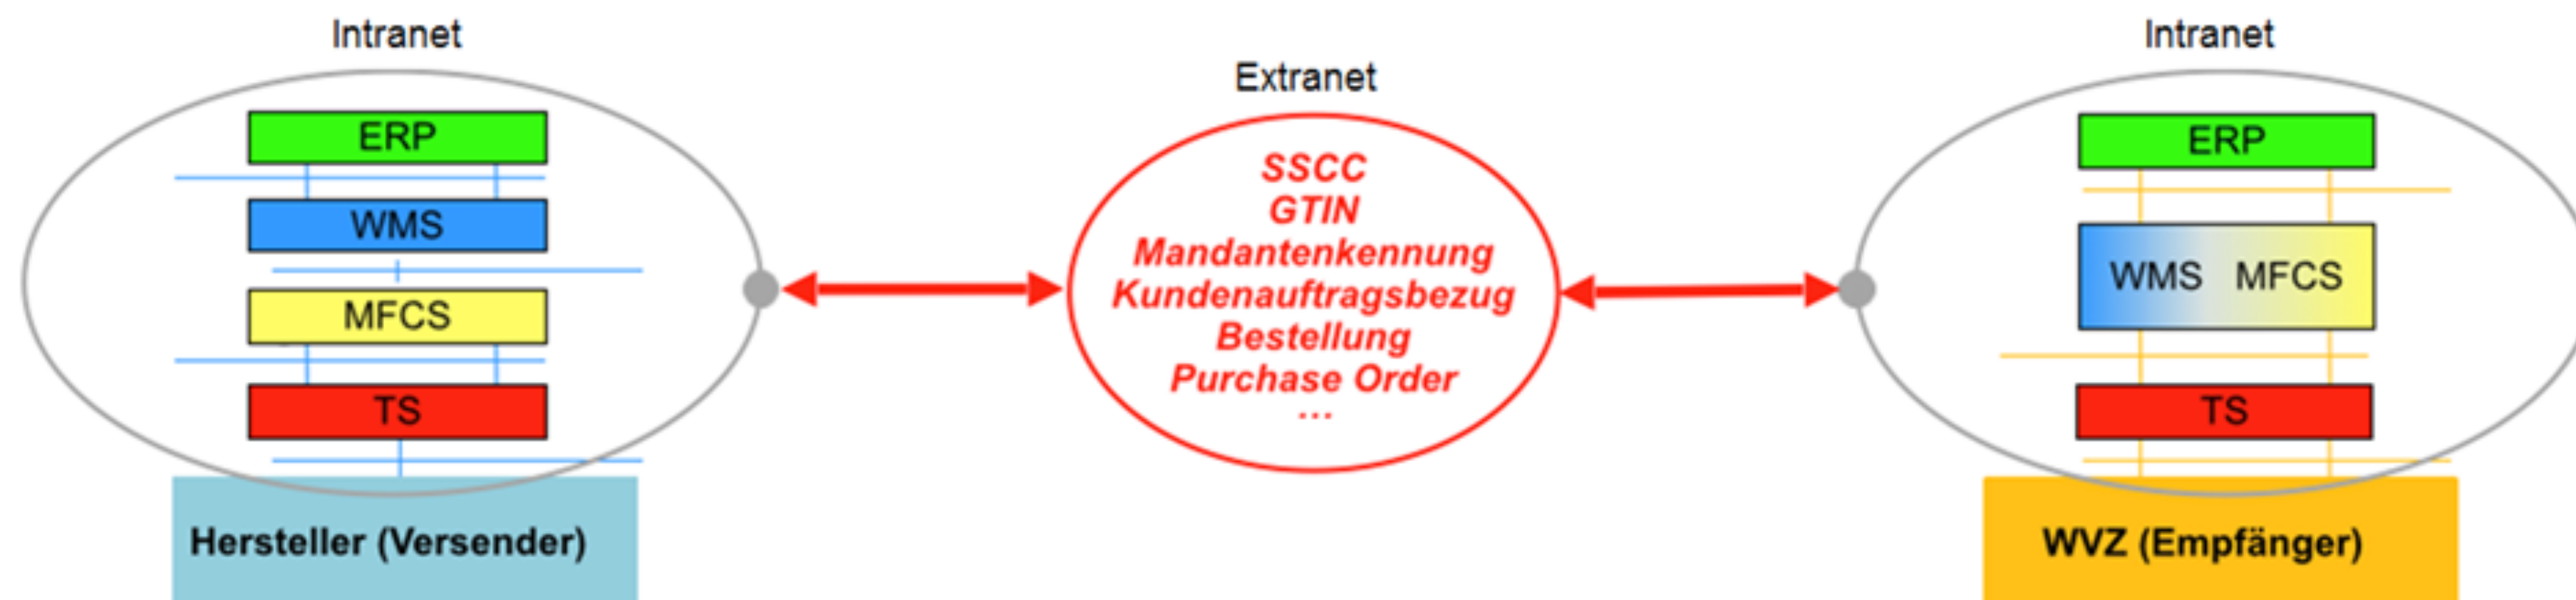 Intranet
ERP
WMS
MFCS
TS
Hersteller (Versender)
Extranet
SSCC
GTIN
Mandantenkennung
Kundenauftragsbezug
Bestellung
Purchase Order
...
Intranet
ERP
WMS MFCS
TS
WVZ (Empfänger)